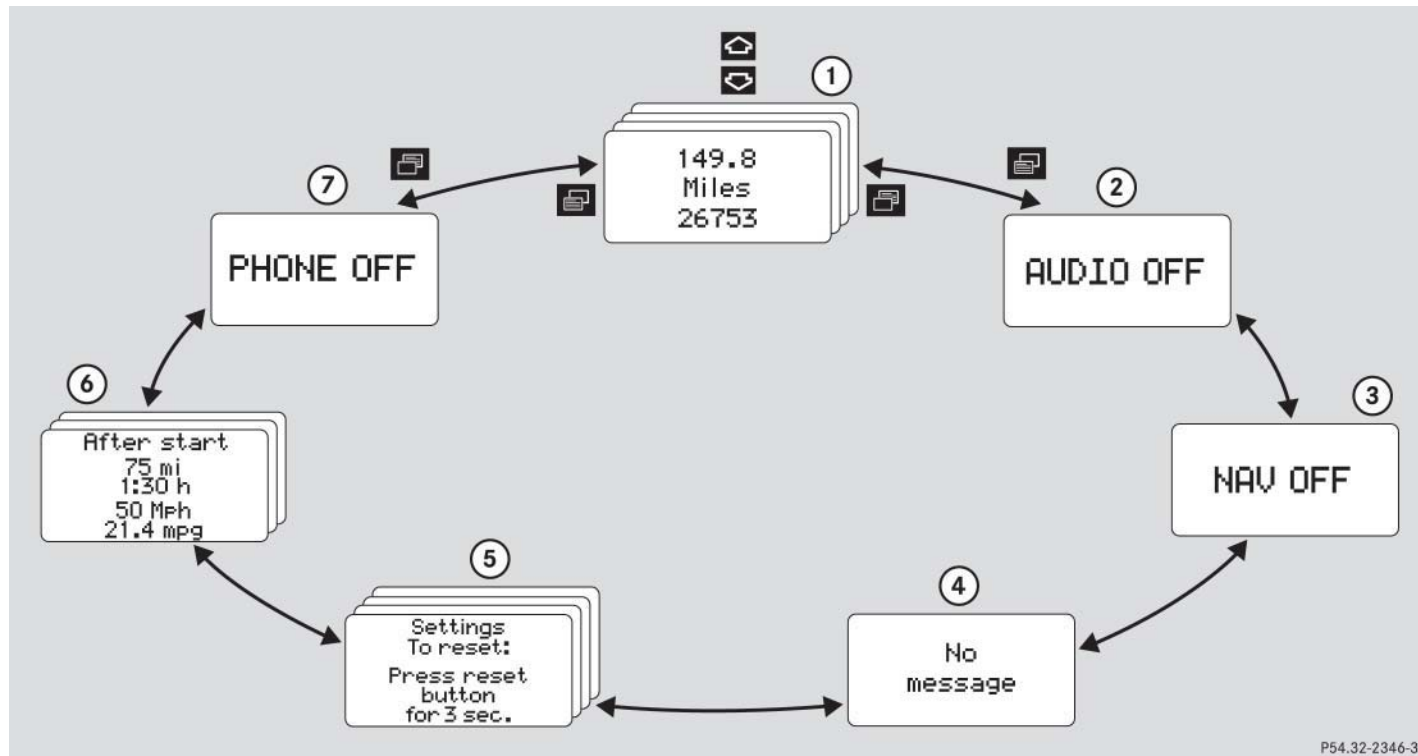 1
149.8
Miles
26753
2
AUDIO OFF
3
NAV OFF
4
No
message
5
Settings
To reset:
Press reset
button
for 3 sec.
6
After start
75 mi
1:30 h
50 Mph
21.4 mpg
7
PHONE OFF
P54.32-2346-3